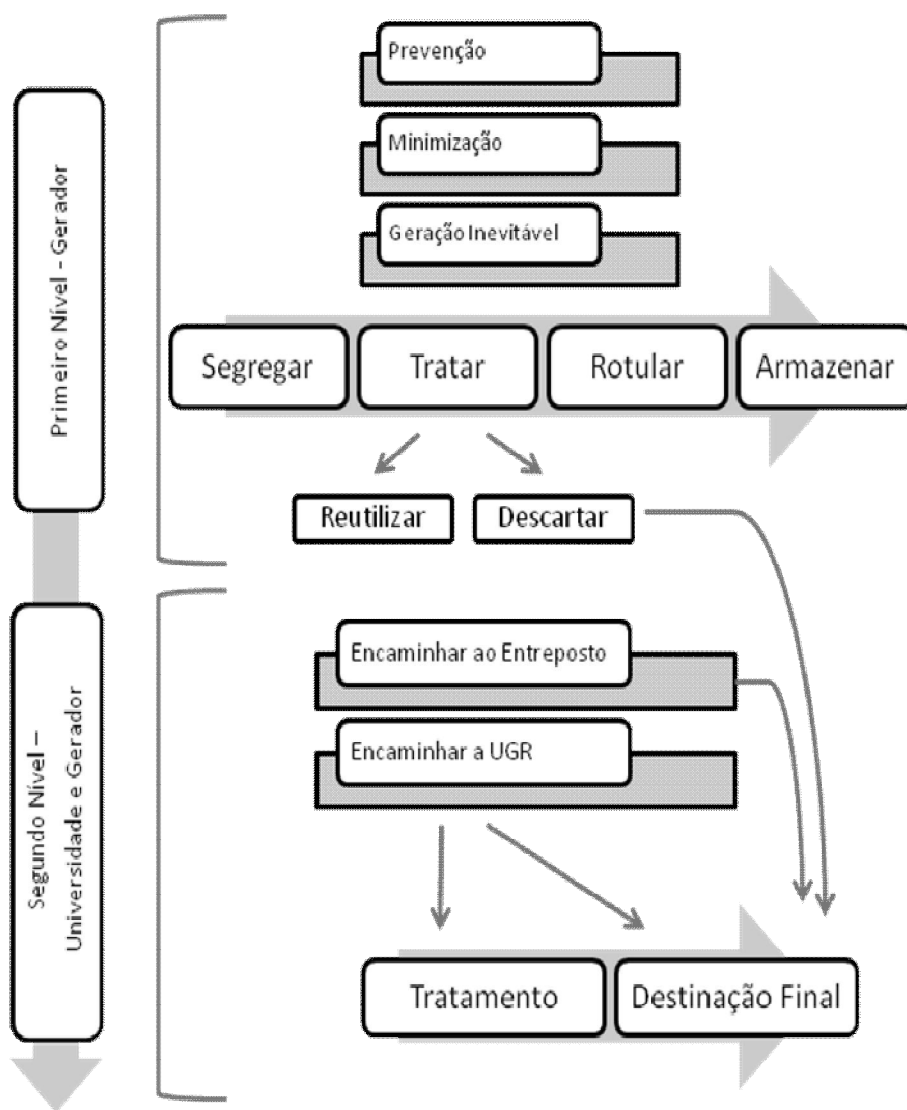 Primeiro Nível - Gerador
Prevenção
Minimização
Geração Inevitável
Segregar
Tratar
Rotular
Armazenar
Reutilizar
Descartar
Segundo Nível –
Universidade e Gerador
Encaminhar ao Entreposto
Encaminhar a UGR
Tratamento
Destinação Final